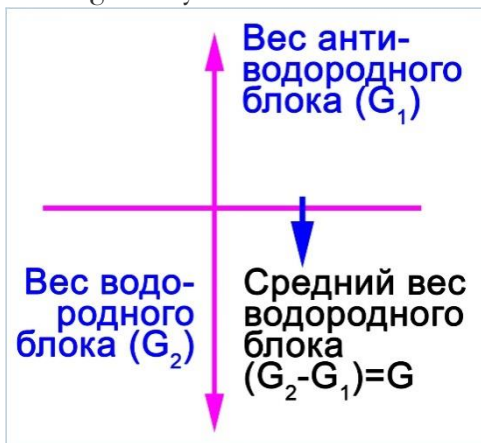 Вес анти-
водородного
блока (G₁)
Вес водо-
родного
блока (G₂)
Средний вес
водородного
блока
(G₂-G₁)=G